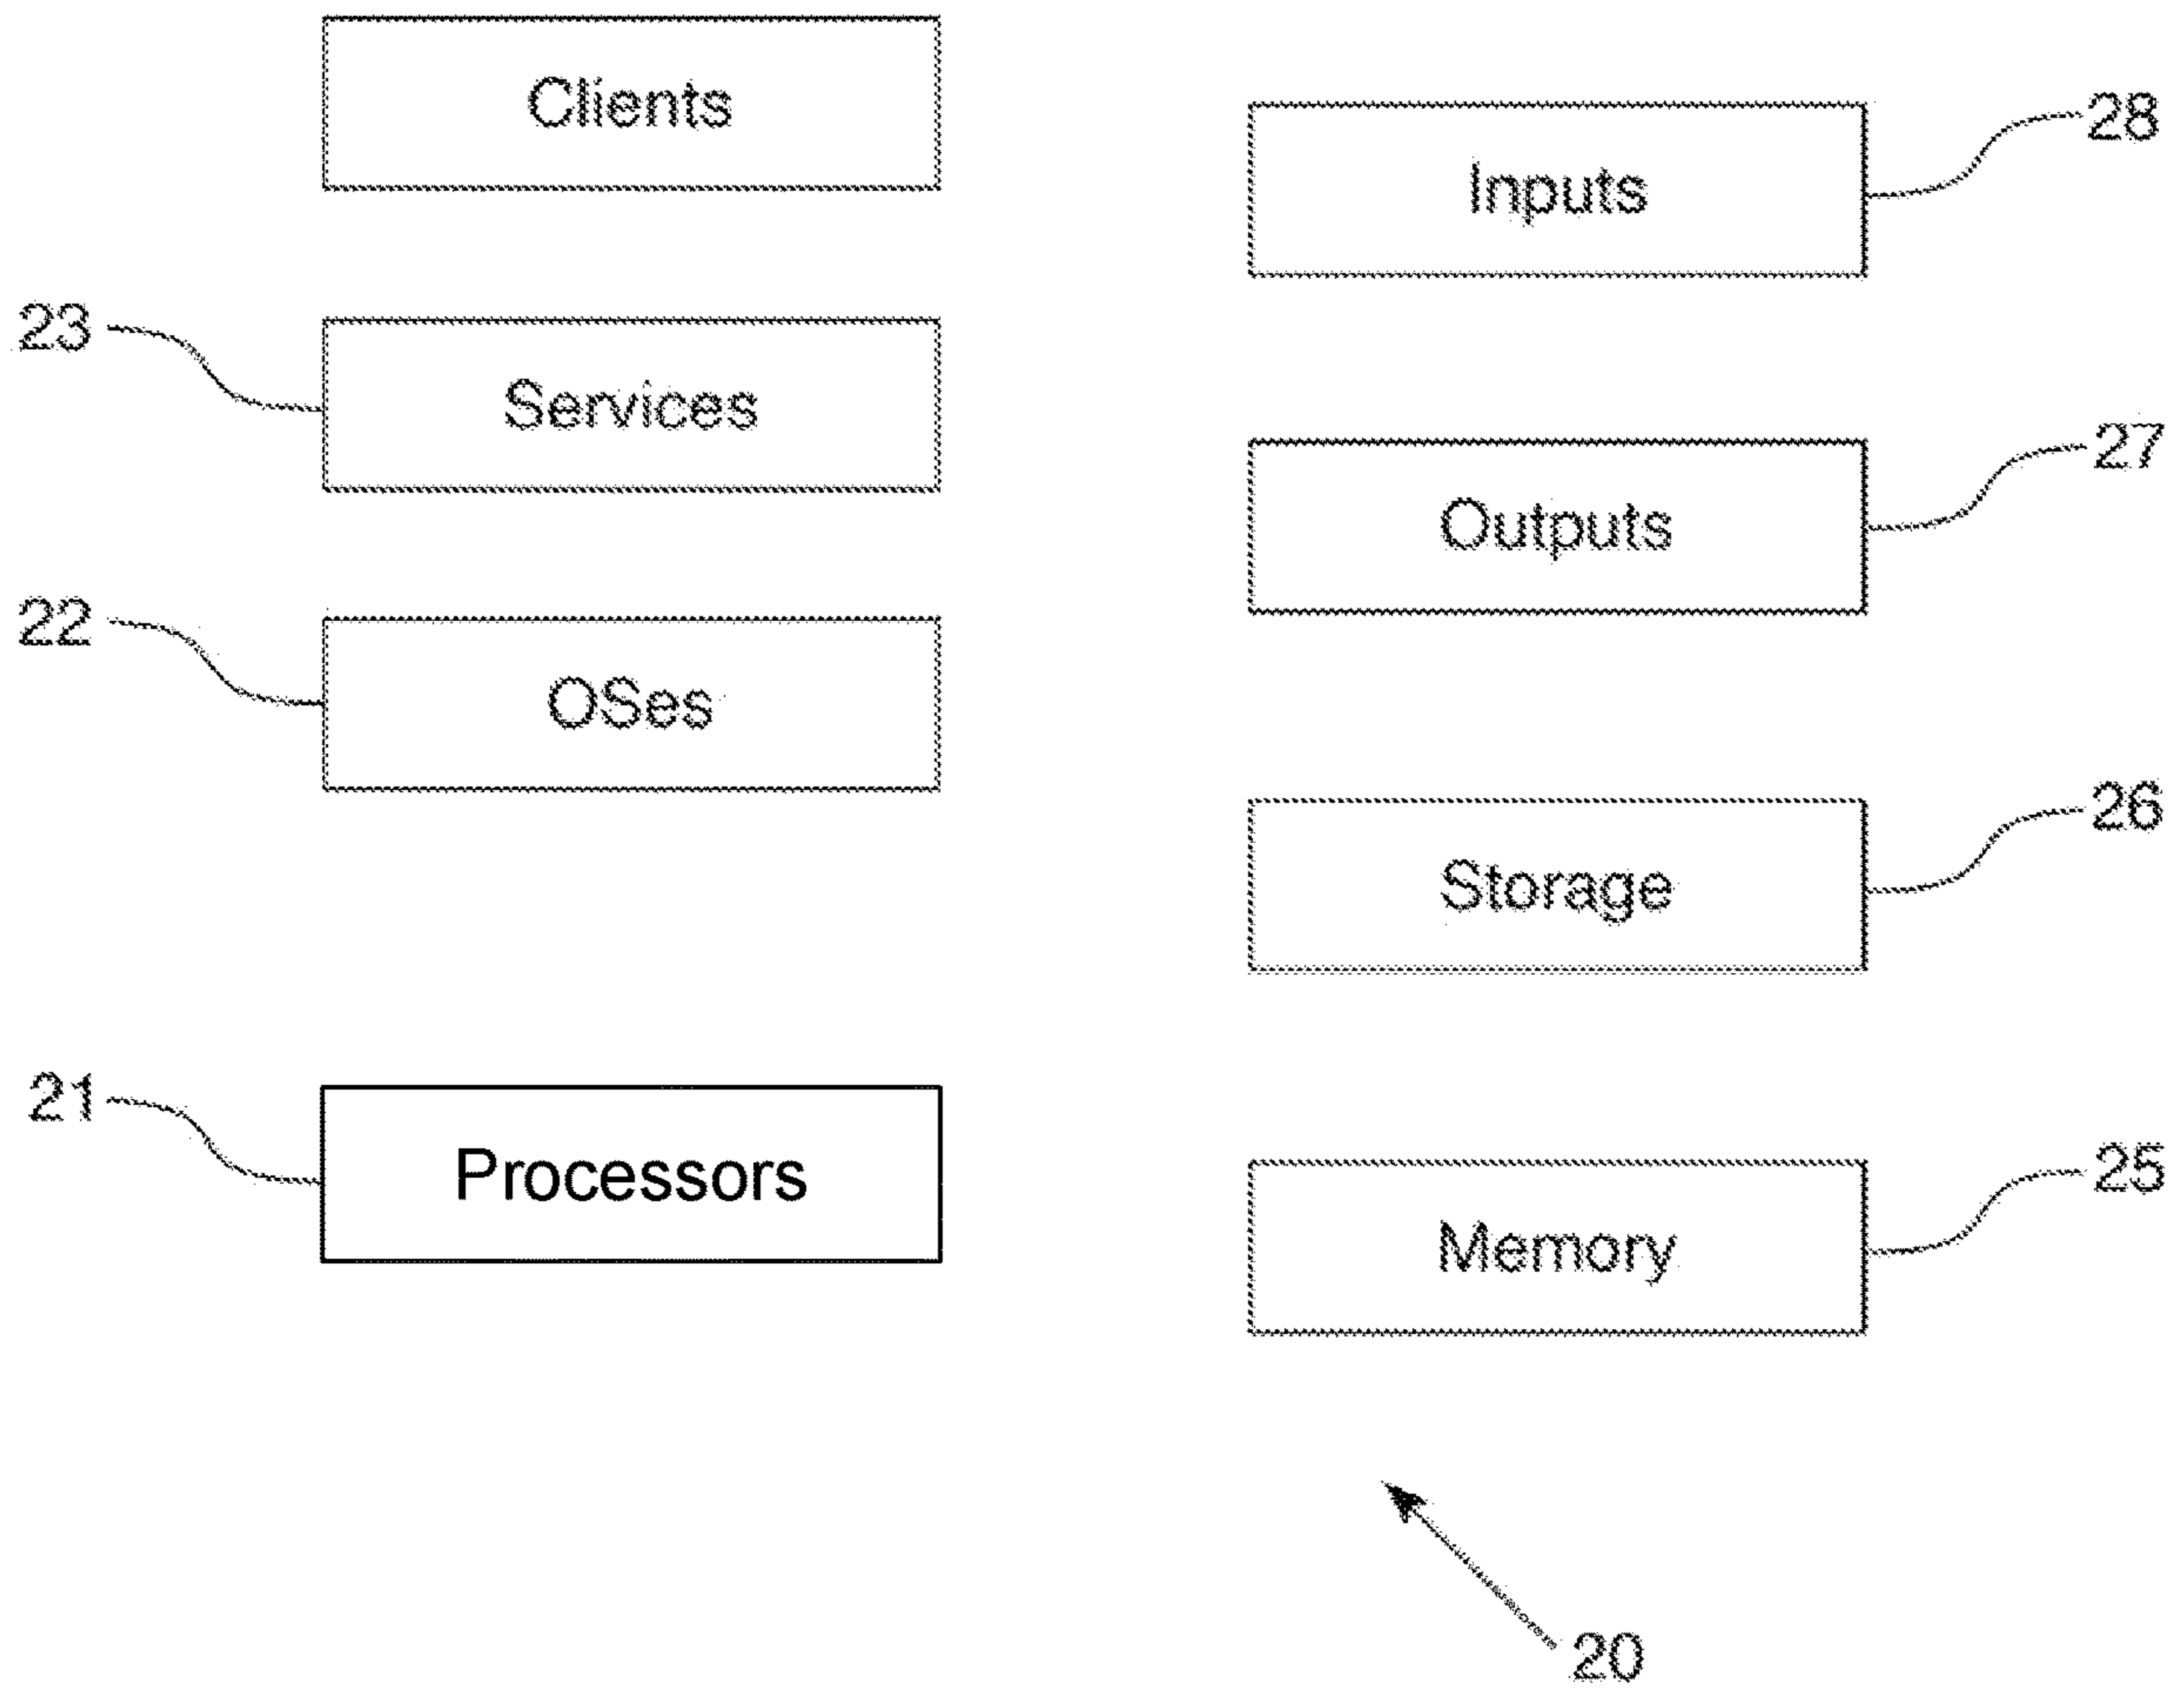 Clients
23
Services
22
OSes
21
Processors
28
Inputs
27
Outputs
26
Storage
25
Memory
20